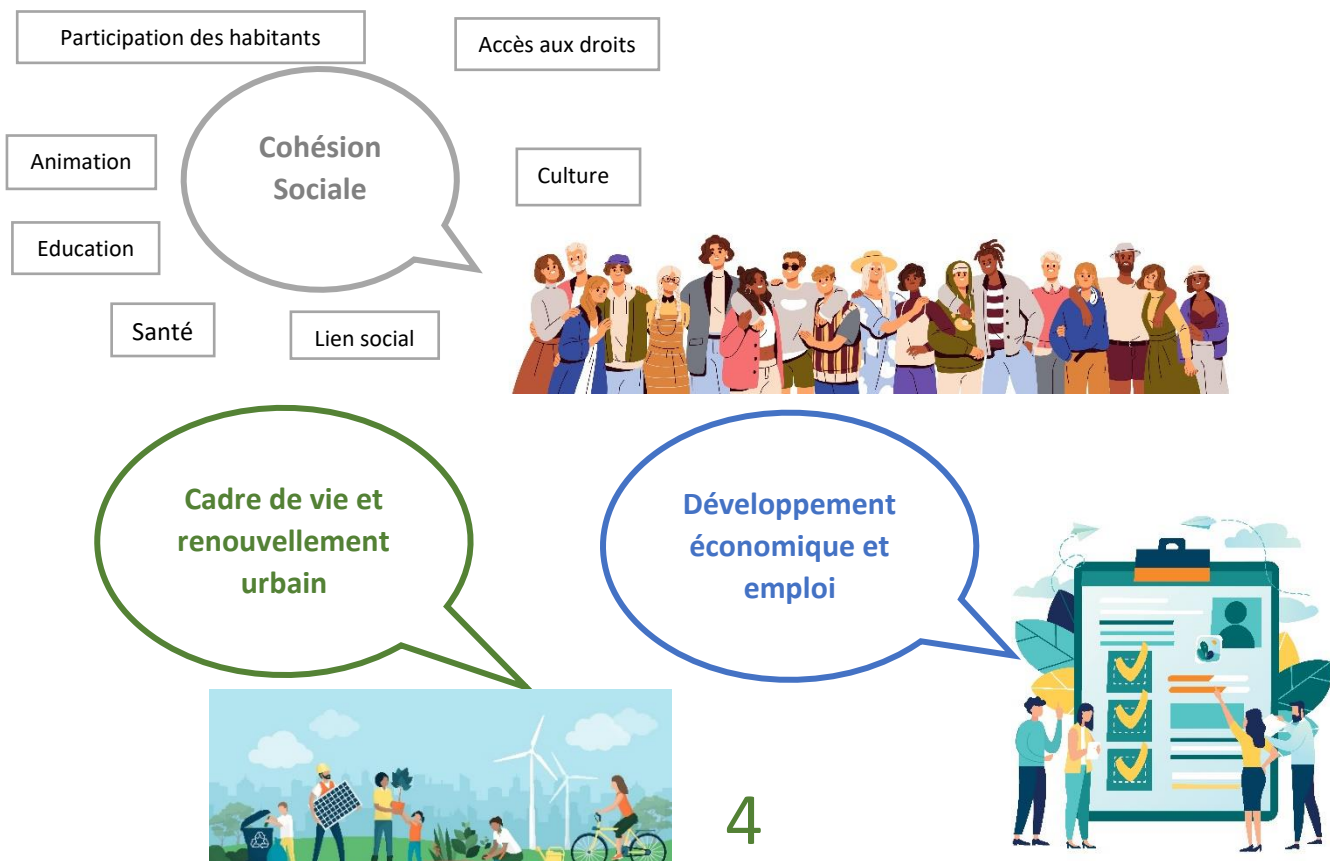 Participation des habitants
Accès aux droits
Cohésion
Sociale
Animation
Culture
Education
Santé
Lien social
Cadre de vie et
renouvellement
urbain
Développement
économique et
emploi
4